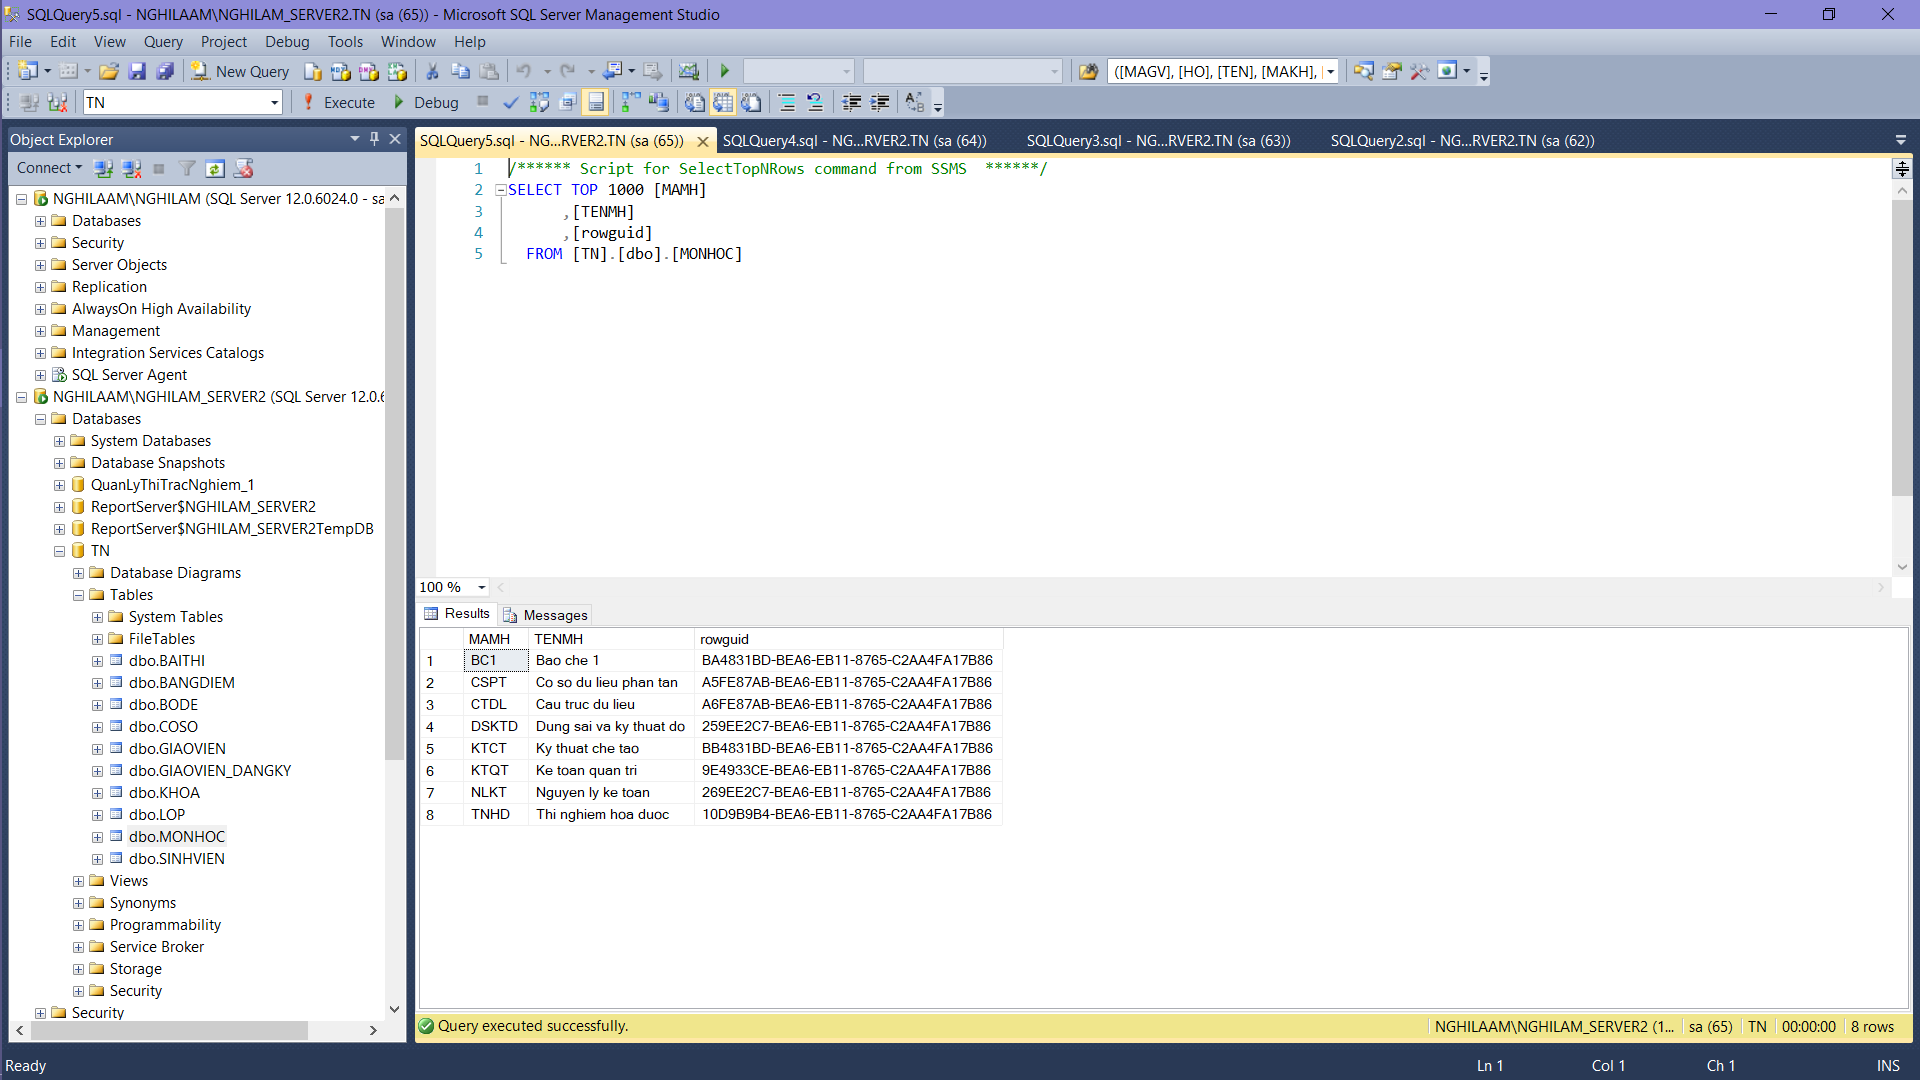 SQLQuery5.sql - NGHILAAM\NGHILAM_SERVER2.TN (sa (65)) - Microsoft SQL Server Management Studio
File Edit View Query Project Debug Tools Window Help
New Query ([MAGV], [HO], [TEN], [MAKH],
TN Execute Debug
Object Explorer
Connect
NGHILAAM\NGHILAM (SQL Server 12.0.6024.0 - sa
Databases
Security
Server Objects
Replication
AlwaysOn High Availability
Management
Integration Services Catalogs
SQL Server Agent
NGHILAAM\NGHILAM_SERVER2 (SQL Server 12.0.6
Databases
System Databases
Database Snapshots
QuanLyThiTracNghiem_1
ReportServer$NGHILAM_SERVER2
ReportServer$NGHILAM_SERVER2TempDB
TN
Database Diagrams
Tables
System Tables
FileTables
dbo.BAITHI
dbo.BANGDIEM
dbo.BODE
dbo.COSO
dbo.GIAOVIEN
dbo.GIAOVIEN_DANGKY
dbo.KHOA
dbo.LOP
dbo.MONHOC
dbo.SINHVIEN
Views
Synonyms
Programmability
Service Broker
Storage
Security
Security
SQLQuery5.sql - NG...RVER2.TN (sa (65)) SQLQuery4.sql - NG...RVER2.TN (sa (64)) SQLQuery3.sql - NG...RVER2.TN (sa (63)) SQLQuery2.sql - NG...RVER2.TN (sa (62))
1 /****** Script for SelectTopNRows command from SSMS ******/
2 SELECT TOP 1000 [MAMH]
3 ,[TENMH]
4 ,[rowguid]
5 FROM [TN].[dbo].[MONHOC]
100 %
Results Messages
MAMH TENMH rowguid
1 BC1 Bao che 1 BA4831BD-BEA6-EB11-8765-C2AA4FA17B86
2 CSPT Co so du lieu phan tan A5FE87AB-BEA6-EB11-8765-C2AA4FA17B86
3 CTDL Cau truc du lieu A6FE87AB-BEA6-EB11-8765-C2AA4FA17B86
4 DSKTD Dung sai va ky thuat do 259EE2C7-BEA6-EB11-8765-C2AA4FA17B86
5 KTCT Ky thuat che tao BB4831BD-BEA6-EB11-8765-C2AA4FA17B86
6 KTQT Ke toan quan tri 9E4933CE-BEA6-EB11-8765-C2AA4FA17B86
7 NLKT Nguyen ly ke toan 269EE2C7-BEA6-EB11-8765-C2AA4FA17B86
8 TNHD Thi nghiem hoa duoc 10D9B9B4-BEA6-EB11-8765-C2AA4FA17B86
Query executed successfully. NGHILAAM\NGHILAM_SERVER2 (1... sa (65) TN 00:00:00 8 rows
Ready Ln 1 Col 1 Ch 1 INS